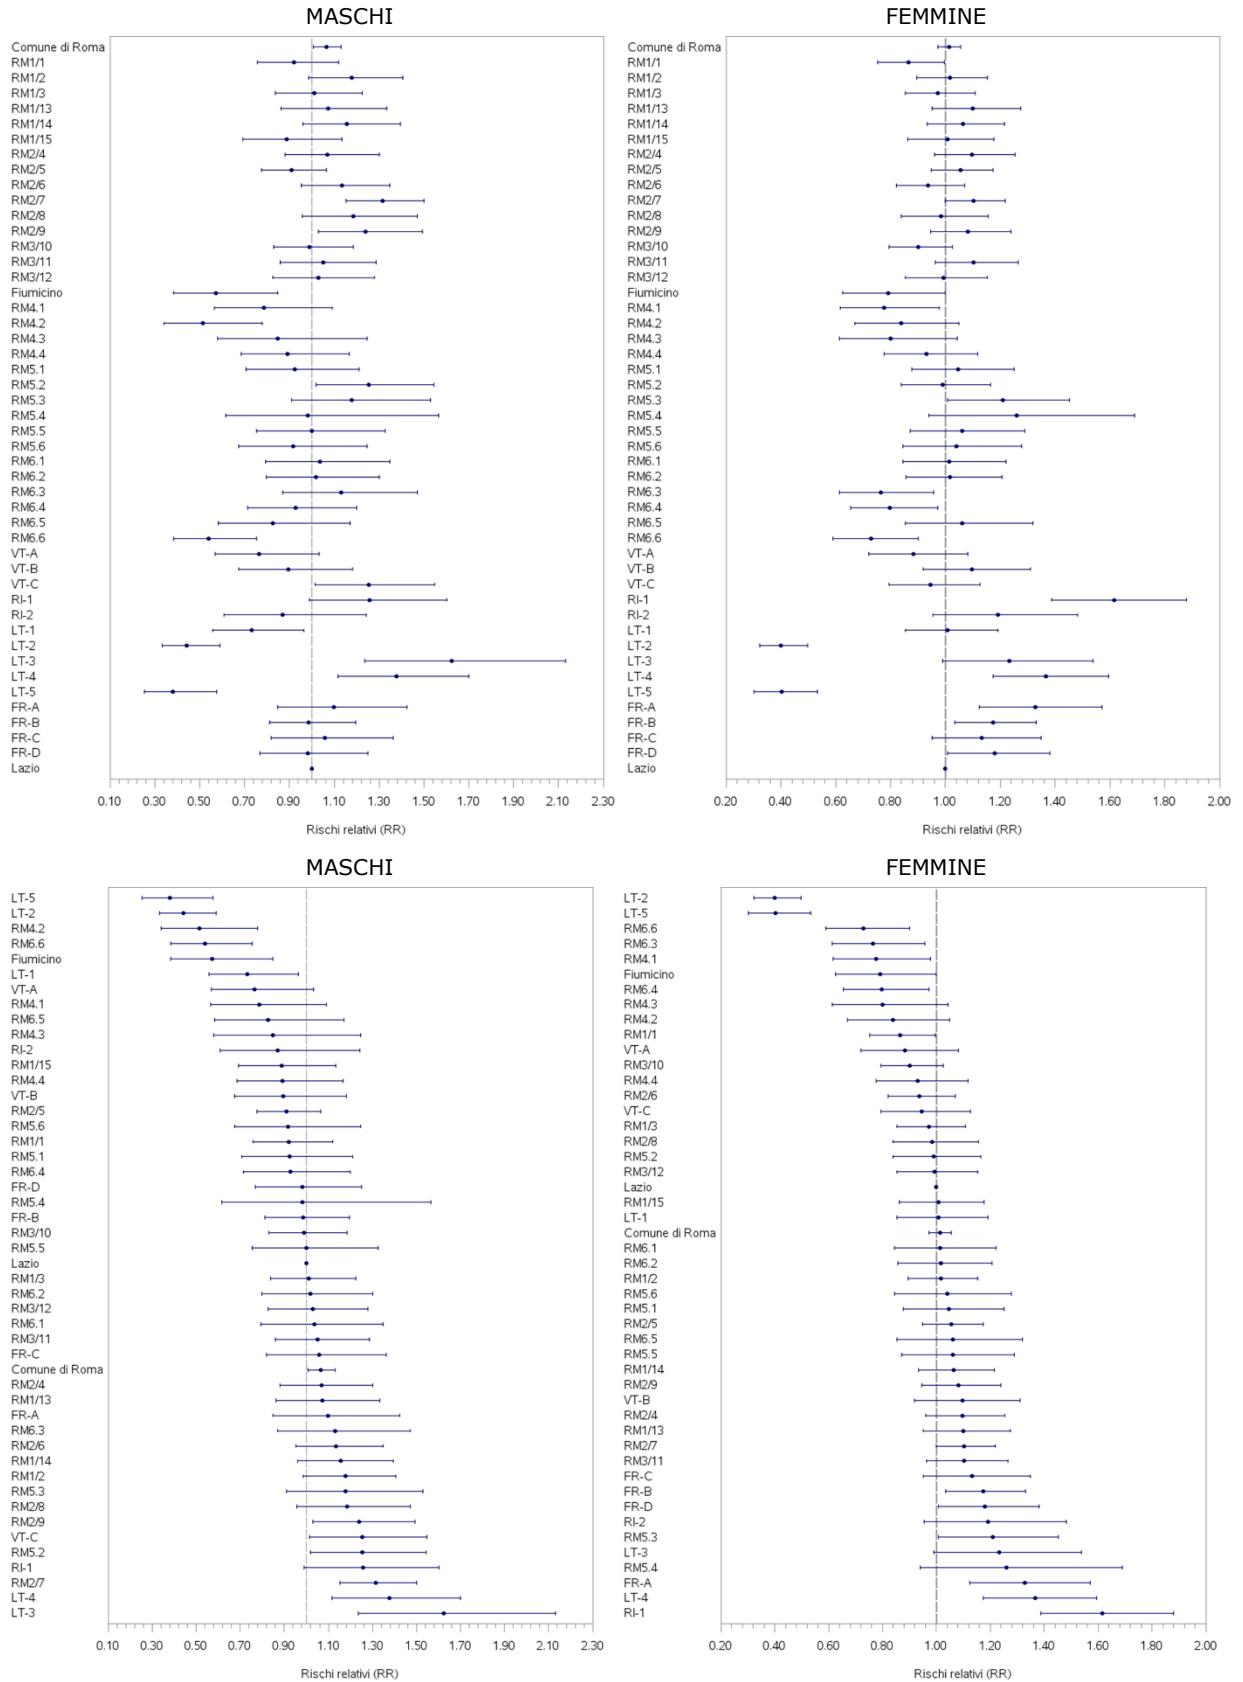 MASCHI
Comune di Roma
RM1/1
RM1/2
RM1/3
RM1/13
RM1/14
RM1/15
RM2/4
RM2/5
RM2/6
RM2/7
RM2/8
RM2/9
RM3/10
RM3/11
RM3/12
Fiumicino
RM4.1
RM4.2
RM4.3
RM4.4
RM5.1
RM5.2
RM5.3
RM5.4
RM5.5
RM5.6
RM6.1
RM6.2
RM6.3
RM6.4
RM6.5
RM6.6
VT-A
VT-B
VT-C
RI-1
RI-2
LT-1
LT-2
LT-3
LT-4
LT-5
FR-A
FR-B
FR-C
FR-D
Lazio
0.10 0.30 0.50 0.70 0.90 1.10 1.30 1.50 1.70 1.90 2.10 2.30
Rischi relativi (RR)
FEMMINE
Comune di Roma
RM1/1
RM1/2
RM1/3
RM1/13
RM1/14
RM1/15
RM2/4
RM2/5
RM2/6
RM2/7
RM2/8
RM2/9
RM3/10
RM3/11
RM3/12
Fiumicino
RM4.1
RM4.2
RM4.3
RM4.4
RM5.1
RM5.2
RM5.3
RM5.4
RM5.5
RM5.6
RM6.1
RM6.2
RM6.3
RM6.4
RM6.5
RM6.6
VT-A
VT-B
VT-C
RI-1
RI-2
LT-1
LT-2
LT-3
LT-4
LT-5
FR-A
FR-B
FR-C
FR-D
Lazio
0.20 0.40 0.60 0.80 1.00 1.20 1.40 1.60 1.80 2.00
Rischi relativi (RR)
MASCHI
LT-5
LT-2
RM4.2
RM6.6
Fiumicino
LT-1
VT-A
RM4.1
RM6.5
RM4.3
RI-2
RM1/15
RM4.4
VT-B
RM2/5
RM5.6
RM1/1
RM5.1
RM6.4
FR-D
RM5.4
FR-B
RM3/10
RM5.5
Lazio
RM1/3
RM6.2
RM3/12
RM6.1
RM3/11
FR-C
Comune di Roma
RM2/4
RM1/13
FR-A
RM6.3
RM2/6
RM1/14
RM1/2
RM5.3
RM2/8
RM2/9
VT-C
RM5.2
RI-1
RM2/7
LT-4
LT-3
0.10 0.30 0.50 0.70 0.90 1.10 1.30 1.50 1.70 1.90 2.10 2.30
Rischi relativi (RR)
FEMMINE
LT-2
LT-5
RM6.6
RM6.3
RM4.1
Fiumicino
RM6.4
RM4.3
RM4.2
RM1/1
VT-A
RM3/10
RM4.4
RM2/6
VT-C
RM1/3
RM2/8
RM5.2
RM3/12
Lazio
RM1/15
LT-1
Comune di Roma
RM6.1
RM6.2
RM1/2
RM5.6
RM5.1
RM2/5
RM6.5
RM5.5
RM1/14
RM2/9
VT-B
RM2/4
RM1/13
RM2/7
RM3/11
FR-C
FR-B
FR-D
RI-2
RM5.3
LT-3
RM5.4
FR-A
LT-4
RI-1
0.20 0.40 0.60 0.80 1.00 1.20 1.40 1.60 1.80 2.00
Rischi relativi (RR)